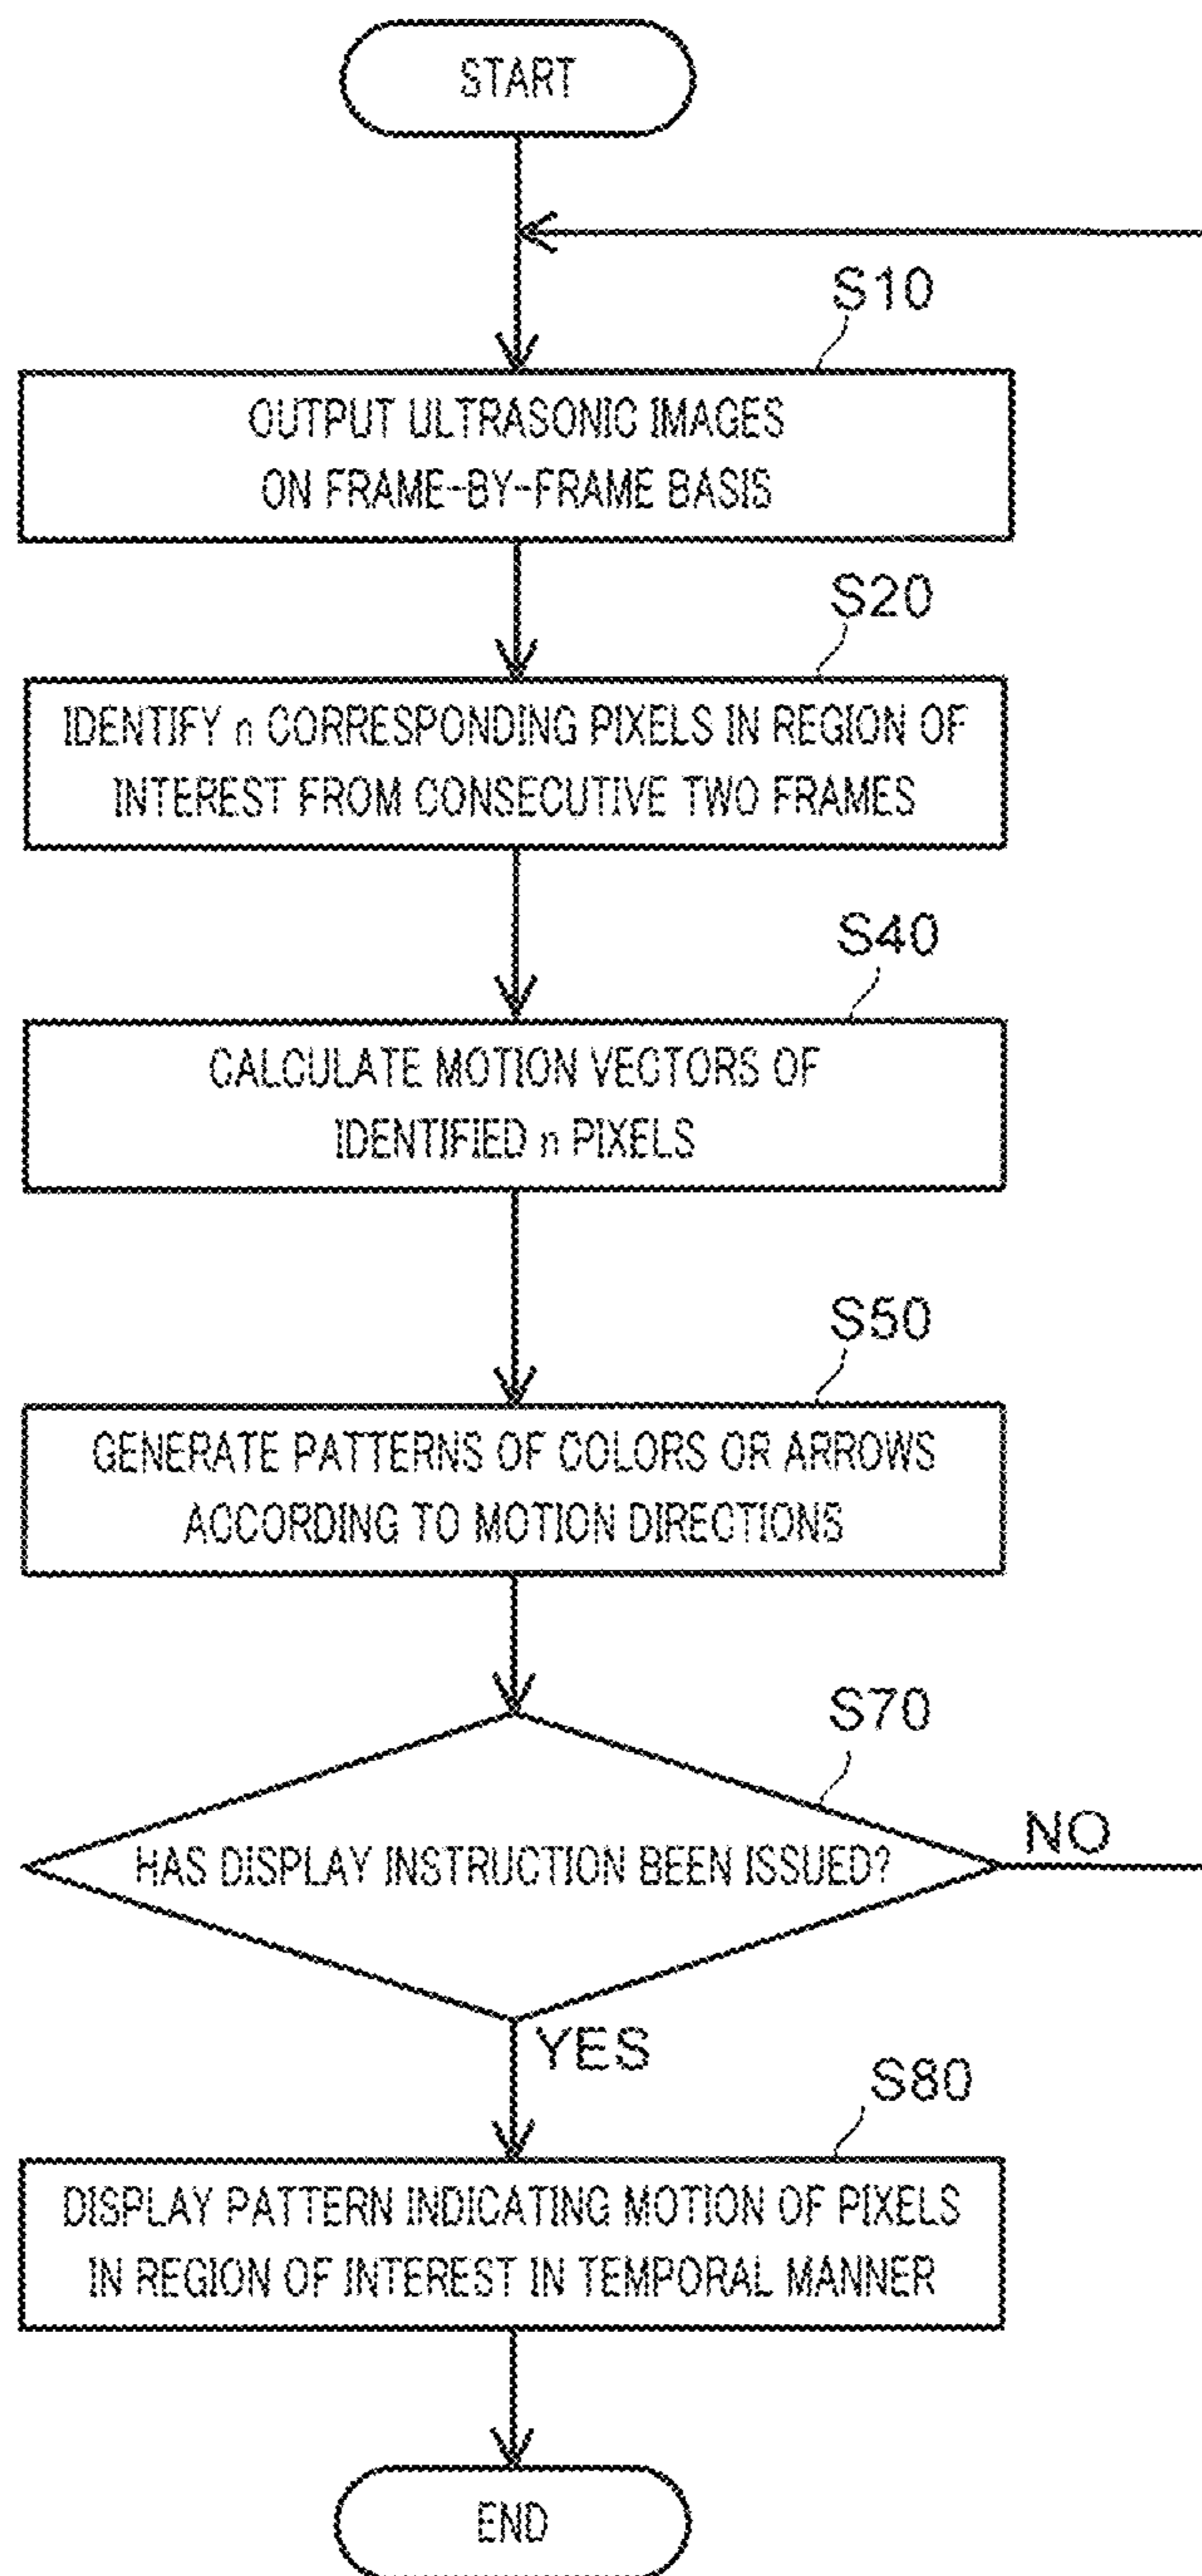 START
S10
OUTPUT ULTRASONIC IMAGES
ON FRAME-BY-FRAME BASIS
S20
IDENTIFY n CORRESPONDING PIXELS IN REGION OF
INTEREST FROM CONSECUTIVE TWO FRAMES
S40
CALCULATE MOTION VECTORS OF
IDENTIFIED n PIXELS
S50
GENERATE PATTERNS OF COLORS OR ARROWS
ACCORDING TO MOTION DIRECTIONS
S70
HAS DISPLAY INSTRUCTION BEEN ISSUED?
NO
YES
S80
DISPLAY PATTERN INDICATING MOTION OF PIXELS
IN REGION OF INTEREST IN TEMPORAL MANNER
END